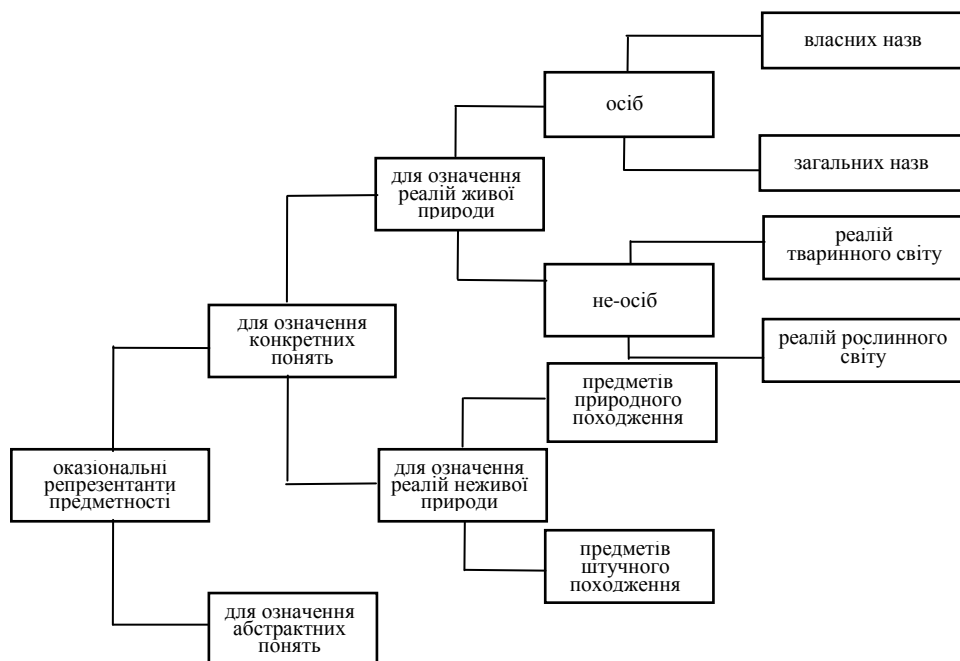 власних назв
осіб
загальних назв
для означення
реалій живої
природи
реалій
тваринного світу
не-осіб
для означення
конкретних
понять
реалій рослинного
світу
предметів
природного
походження
оказіональні
репрезентанти
предметності
для означення
реалій неживої
природи
предметів
штучного
походження
для означення
абстрактних
понять